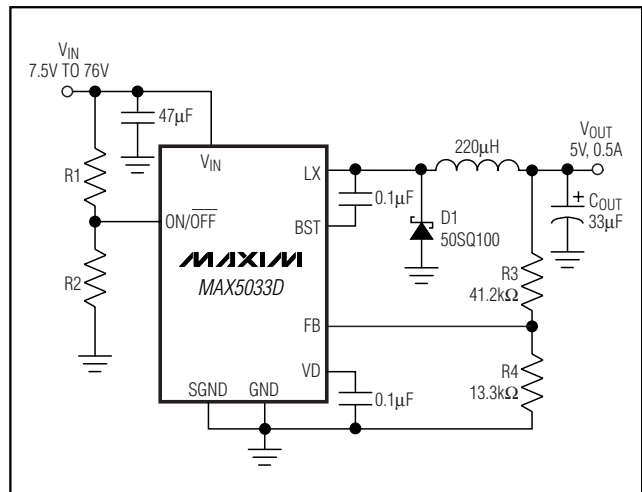 VIN
7.5V TO 76V
47μF
R1
R2
VIN
ON/OFF
MAXIM
MAX5033D
SGND
GND
LX
BST
FB
VD
0.1μF
0.1μF
220μH
D1
50SQ100
VOUT
5V, 0.5A
+
COUT
33μF
R3
41.2kΩ
R4
13.3kΩ